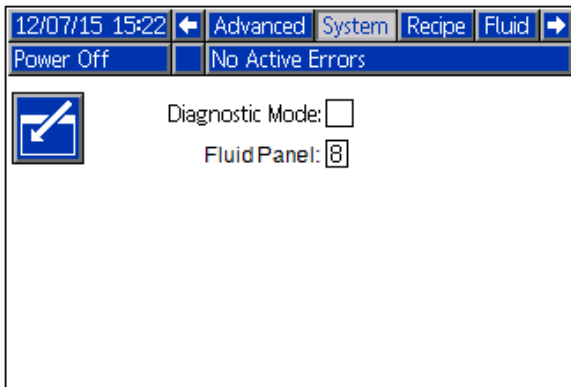 12/07/15 15:22 Advanced System Recipe Fluid
Power Off No Active Errors
Diagnostic Mode:
Fluid Panel: 8